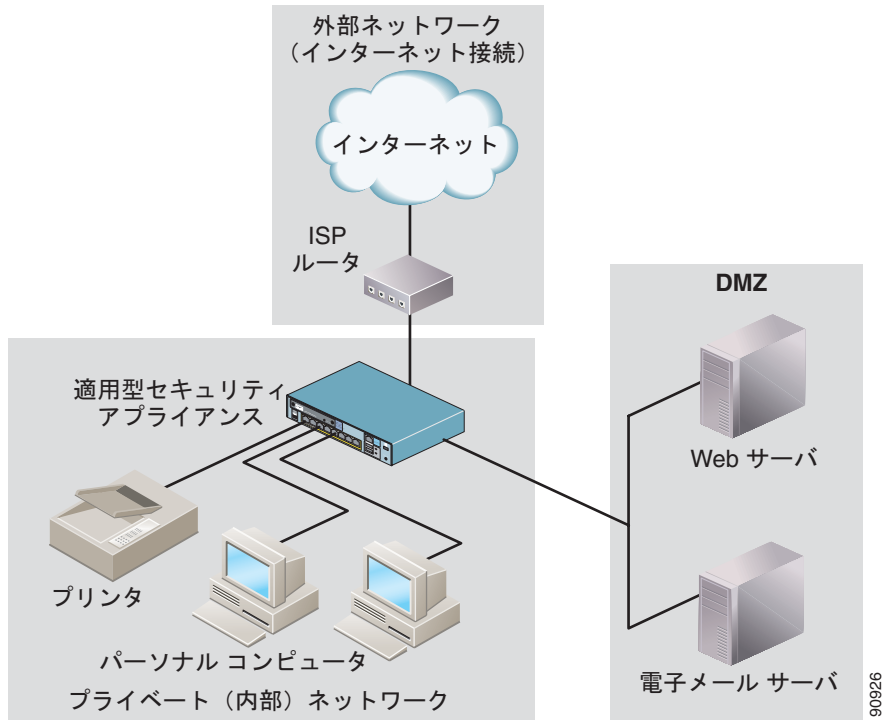 外部ネットワーク
（インターネット接続）
インターネット
ISP
ルータ
DMZ
適用型セキュリティ
アプライアンス
Web サーバ
プリンタ
パーソナル コンピュータ
電子メール サーバ
プライベート（内部）ネットワーク
90926